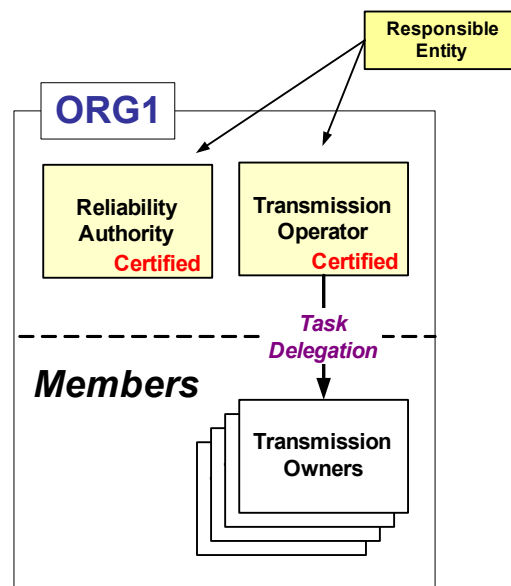 Responsible
Entity
ORG1
Reliability
Authority
Certified
Transmission
Operator
Certified
Task
Delegation
Members
Transmission
Owners